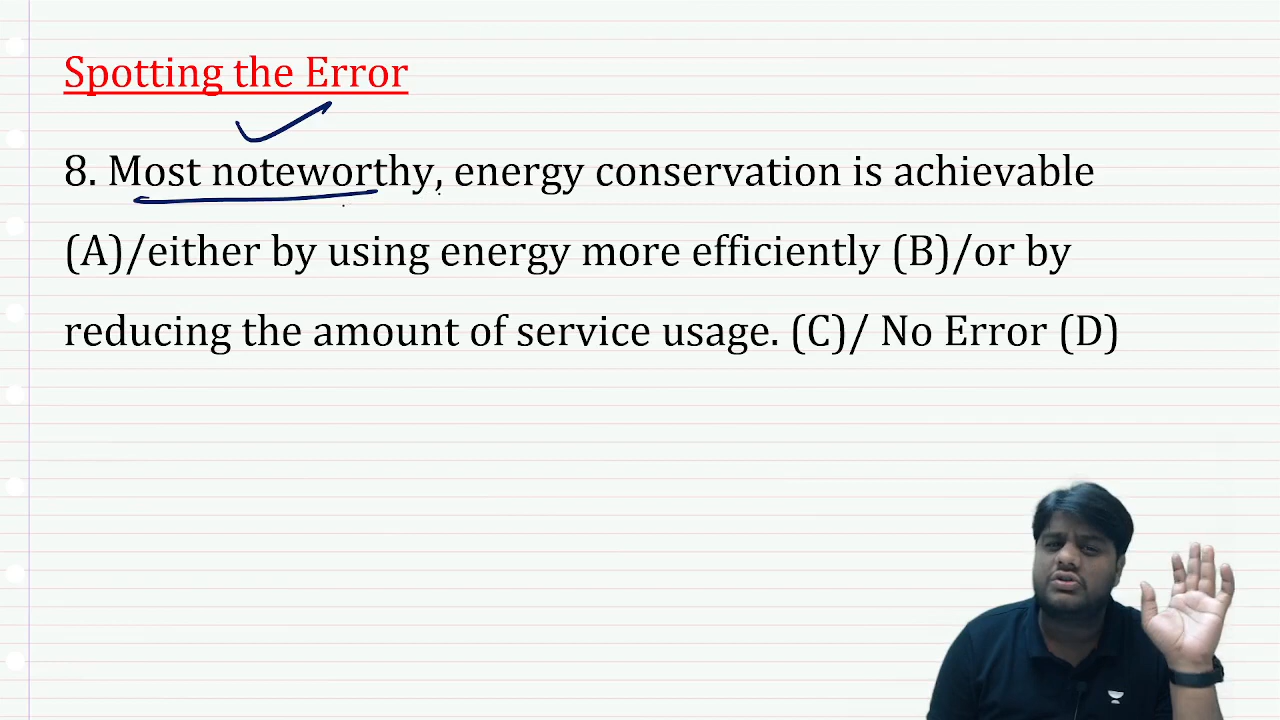 Spotting the Error
8. Most noteworthy, energy conservation is achievable
(A)/either by using energy more efficiently (B)/or by
reducing the amount of service usage. (C)/ No Error (D)